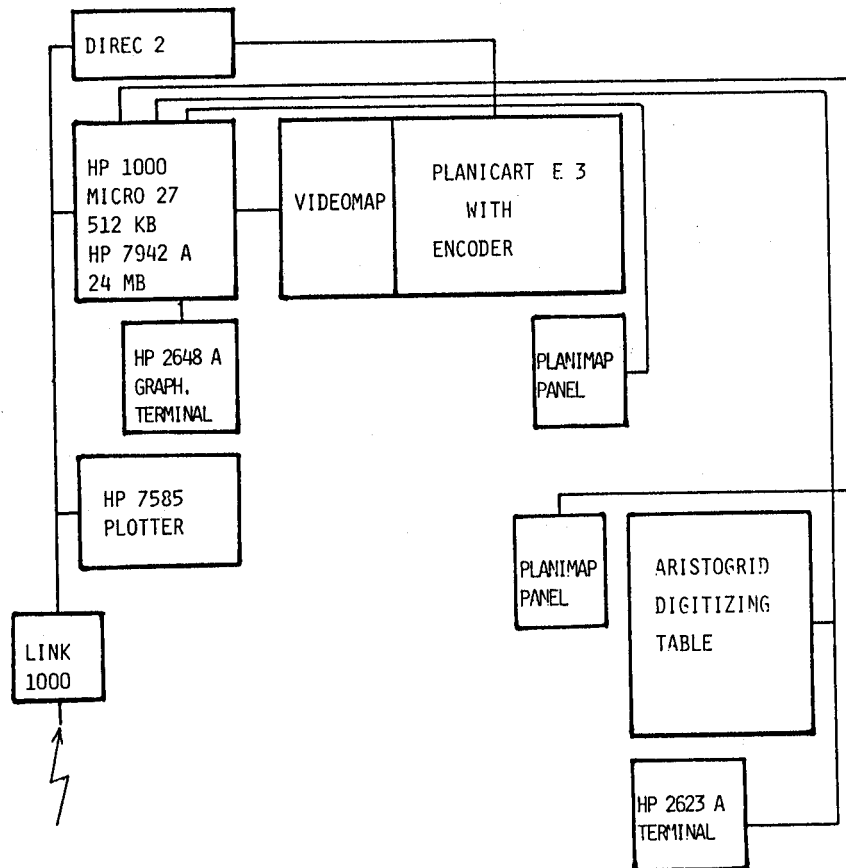 DIREC 2
HP 1000
MICRO 27
512 KB
HP 7942 A
24 MB
VIDEOMAP
PLANICART E 3
WITH
ENCODER
HP 2648 A
GRAPH.
TERMINAL
PLANIMAP
PANEL
HP 7585
PLOTTER
PLANIMAP
PANEL
ARISTOGRID
DIGITIZING
TABLE
LINK
1000
HP 2623 A
TERMINAL